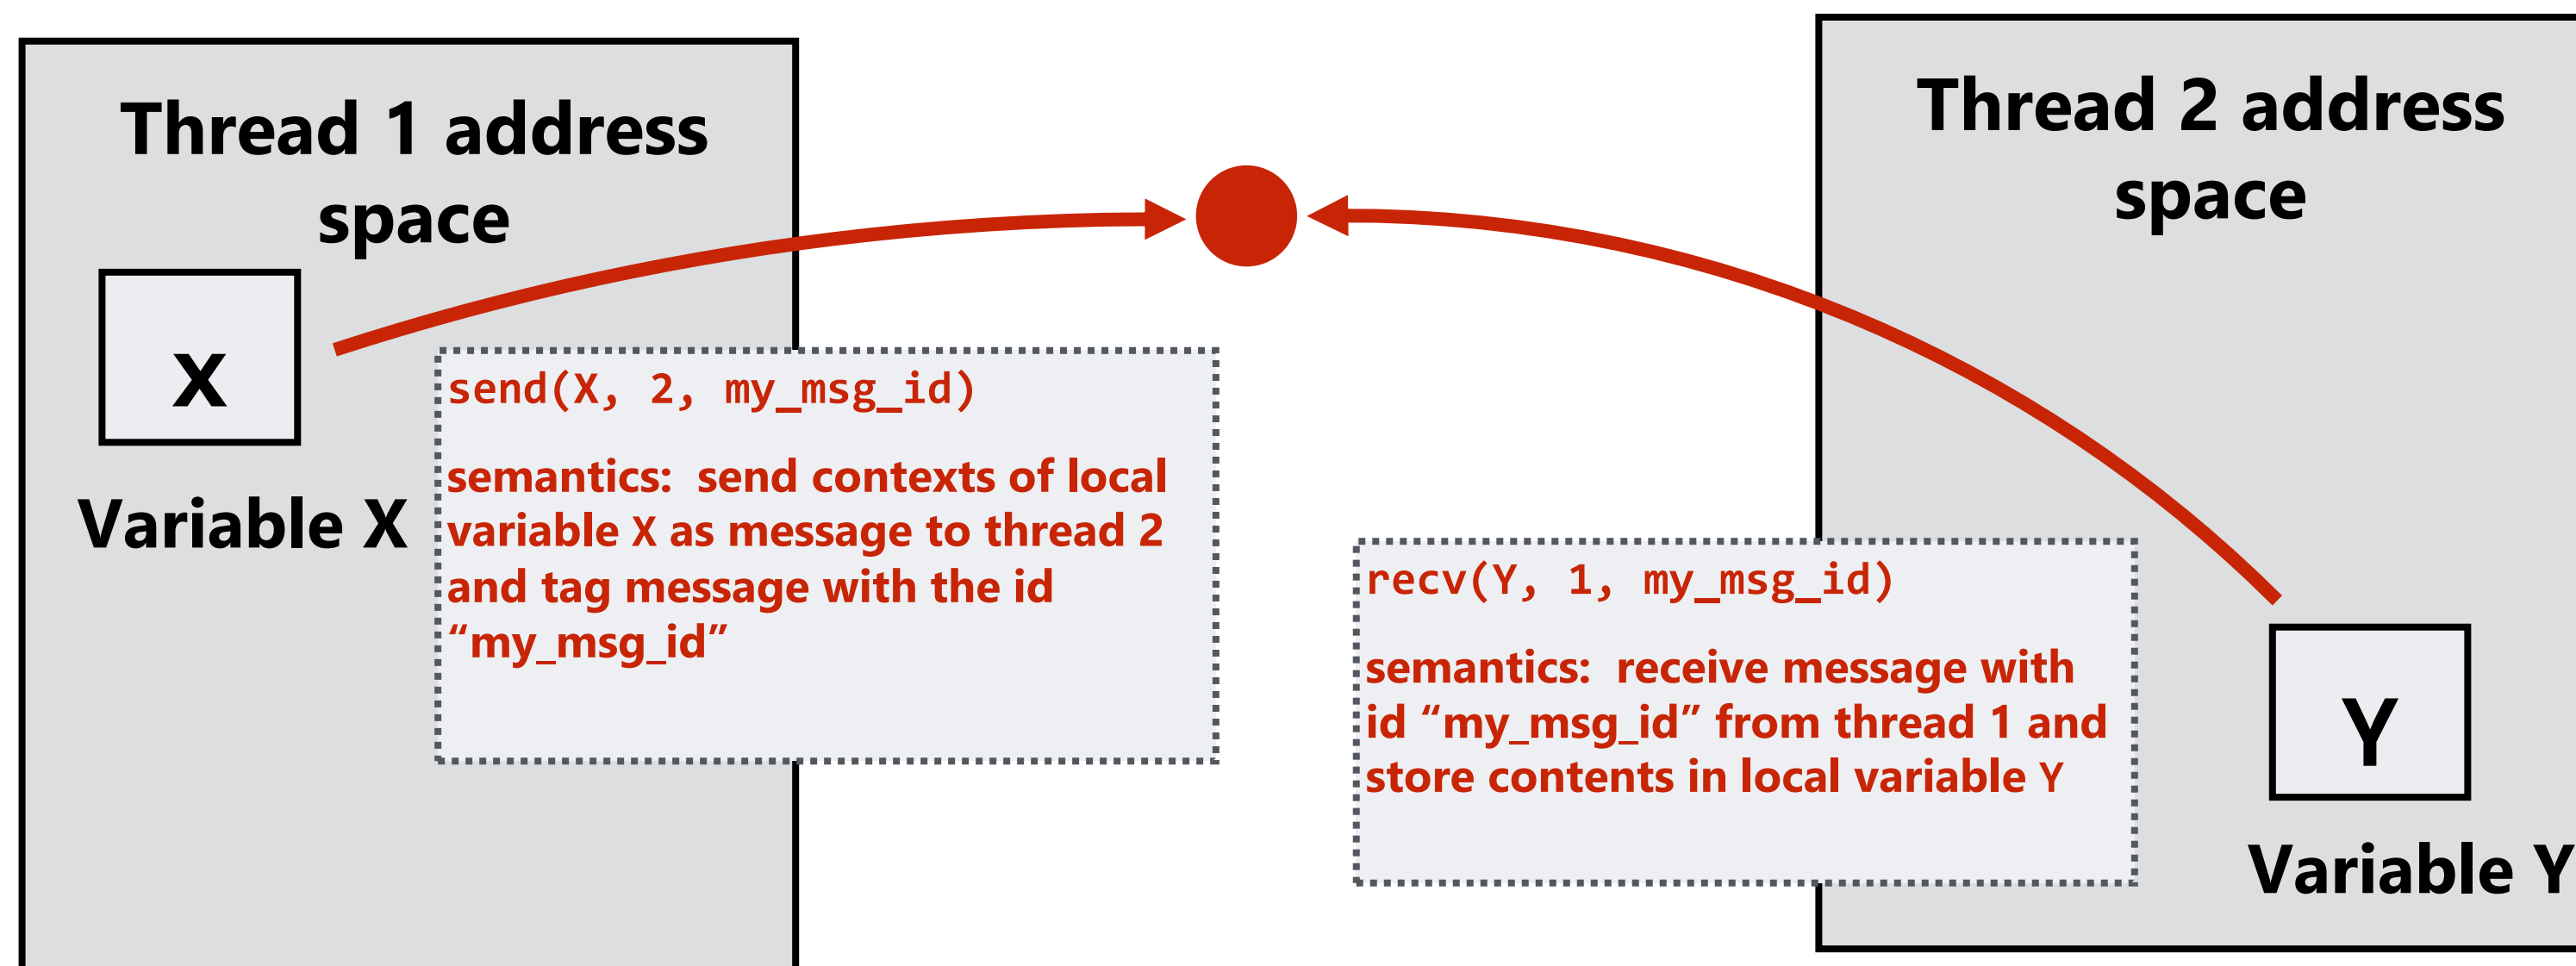 Thread 1 address
space
x
Variable X
send(X, 2, my_msg_id)
semantics:  send contexts of local
variable X as message to thread 2
and tag message with the id
“my_msg_id”
Thread 2 address
space
recv(Y, 1, my_msg_id)
semantics:  receive message with
id “my_msg_id” from thread 1 and
store contents in local variable Y
Y
Variable Y